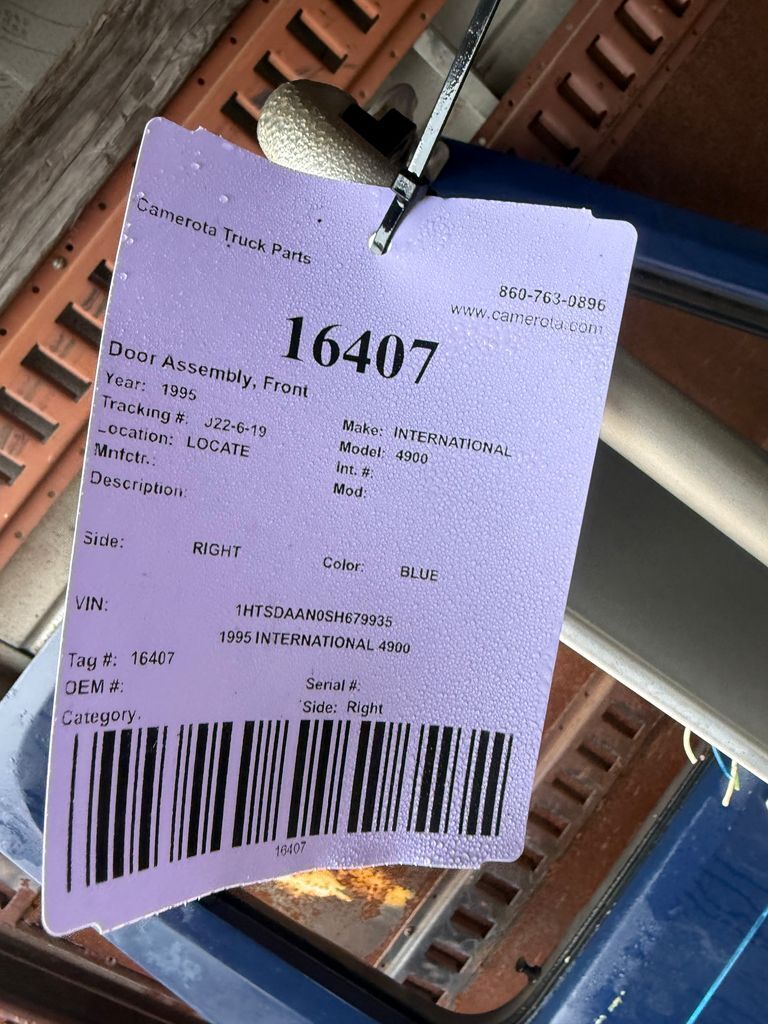 Camerota Truck Parts
860-763-0896
www.camerota.com
16407
Door Assembly, Front
Year: 1995
Tracking #: J22-6-19
Make: INTERNATIONAL
Location: LOCATE
Model: 4900
Mnfctr.:
Int. #:
Description:
Mod:
Side: RIGHT
Color: BLUE
VIN: 1HTSDAAN0SH679935
1995 INTERNATIONAL 4900
Tag #: 16407
OEM #:
Serial #:
Category:
Side: Right
16407